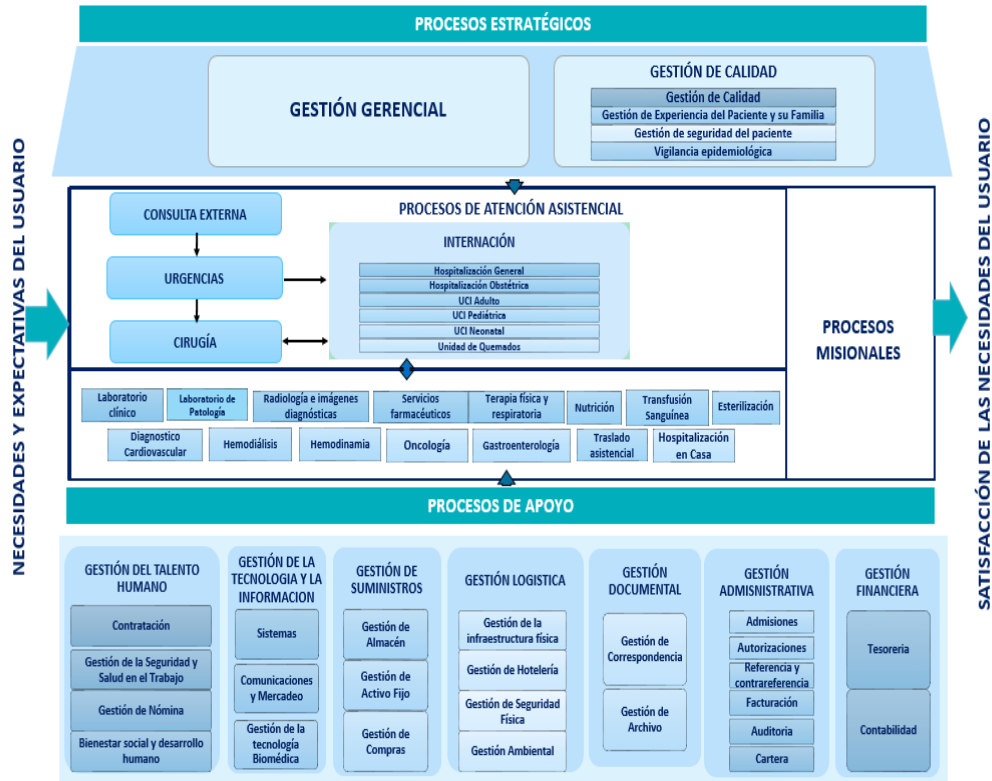 PROCESOS ESTRATÉGICOS
GESTIÓN GERENCIAL
GESTIÓN DE CALIDAD
Gestión de Calidad
Gestión de Experiencia del Paciente y su Familia
Gestión de seguridad del paciente
Vigilancia epidemiológica
NECESIDADES Y EXPECTATIVAS DEL USUARIO
PROCESOS DE ATENCIÓN ASISTENCIAL
CONSULTA EXTERNA
URGENCIAS
CIRUGÍA
INTERNACIÓN
Hospitalización General
Hospitalización Obstétrica
UCI Adulto
UCI Pediátrica
UCI Neonatal
Unidad de Quemados
PROCESOS
MISIONALES
SATISFACCIÓN DE LAS NECESIDADES DEL USUARIO
Laboratorio
clínico
Laboratorio de
Patología
Radiología e imágenes
diagnósticas
Servicios
farmacéuticos
Terapia física y
respiratoria
Nutrición
Transfusión
Sanguínea
Esterilización
Diagnostico
Cardiovascular
Hemodiálisis
Hemodinamia
Oncología
Gastroenterología
Traslado
asistencial
Hospitalización
en Casa
PROCESOS DE APOYO
GESTIÓN DEL TALENTO
HUMANO
Contratación
Gestión de la Seguridad y
Salud en el Trabajo
Gestión de Nómina
Bienestar social y desarrollo
humano
GESTIÓN DE LA
TECNOLOGIA Y LA
INFORMACION
Sistemas
Comunicaciones
y Mercadeo
Gestión de la
tecnología
Biomédica
GESTIÓN DE
SUMINISTROS
Gestión de
Almacén
Gestión de
Activo Fijo
Gestión de
Compras
GESTIÓN LOGISTICA
Gestión de la
infraestructura física
Gestión de Hotelería
Gestión de Seguridad
Física
Gestión Ambiental
GESTIÓN
DOCUMENTAL
Gestión de
Correspondencia
Gestión de
Archivo
GESTIÓN
ADMISNISTRATIVA
Admisiones
Autorizaciones
Referencia y
contrareferencia
Facturación
Auditoria
Cartera
GESTIÓN
FINANCIERA
Tesoreria
Contabilidad